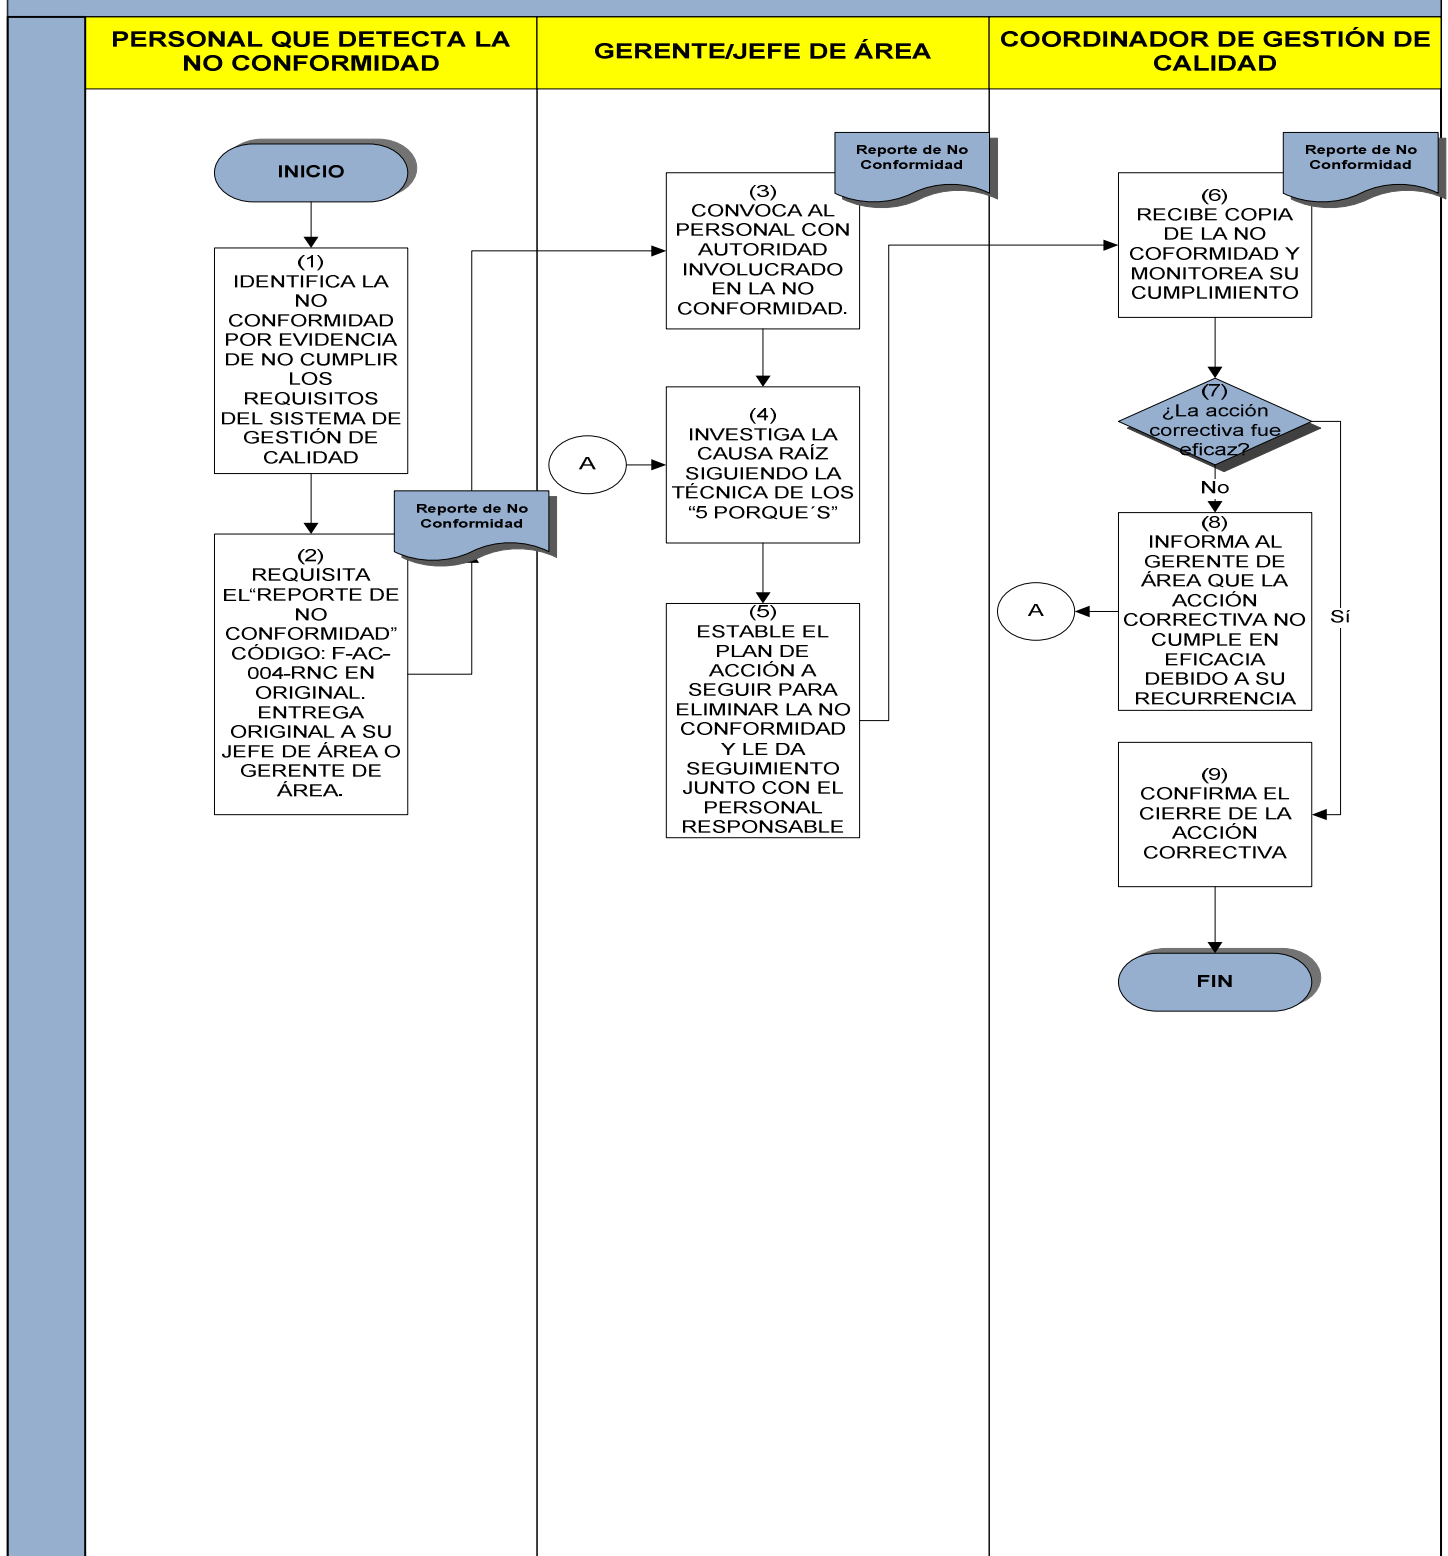 PERSONAL QUE DETECTA LA
NO CONFORMIDAD
GERENTE/JEFE DE ÁREA
COORDINADOR DE GESTIÓN DE
CALIDAD
INICIO
(1)
IDENTIFICA LA
NO
CONFORMIDAD
POR EVIDENCIA
DE NO CUMPLIR
LOS
REQUISITOS
DEL SISTEMA DE
GESTIÓN DE
CALIDAD
Reporte de No
Conformidad
(2)
REQUISITA
EL“REPORTE DE
NO
CONFORMIDAD”
CÓDIGO: F-AC-
004-RNC EN
ORIGINAL.
ENTREGA
ORIGINAL A SU
JEFE DE ÁREA O
GERENTE DE
ÁREA.
Reporte de No
Conformidad
(3)
CONVOCA AL
PERSONAL CON
AUTORIDAD
INVOLUCRADO
EN LA NO
CONFORMIDAD.
A
(4)
INVESTIGA LA
CAUSA RAÍZ
SIGUIENDO LA
TÉCNICA DE LOS
“5 PORQUE´S”
(5)
ESTABLE EL
PLAN DE
ACCIÓN A
SEGUIR PARA
ELIMINAR LA NO
CONFORMIDAD
Y LE DA
SEGUIMIENTO
JUNTO CON EL
PERSONAL
RESPONSABLE
Reporte de No
Conformidad
(6)
RECIBE COPIA
DE LA NO
COFORMIDAD Y
MONITOREA SU
CUMPLIMIENTO
(7)
¿La acción
correctiva fue
eficaz?
No
Sí
(8)
INFORMA AL
GERENTE DE
ÁREA QUE LA
ACCIÓN
CORRECTIVA NO
CUMPLE EN
EFICACIA
DEBIDO A SU
RECURRENCIA
A
(9)
CONFIRMA EL
CIERRE DE LA
ACCIÓN
CORRECTIVA
FIN